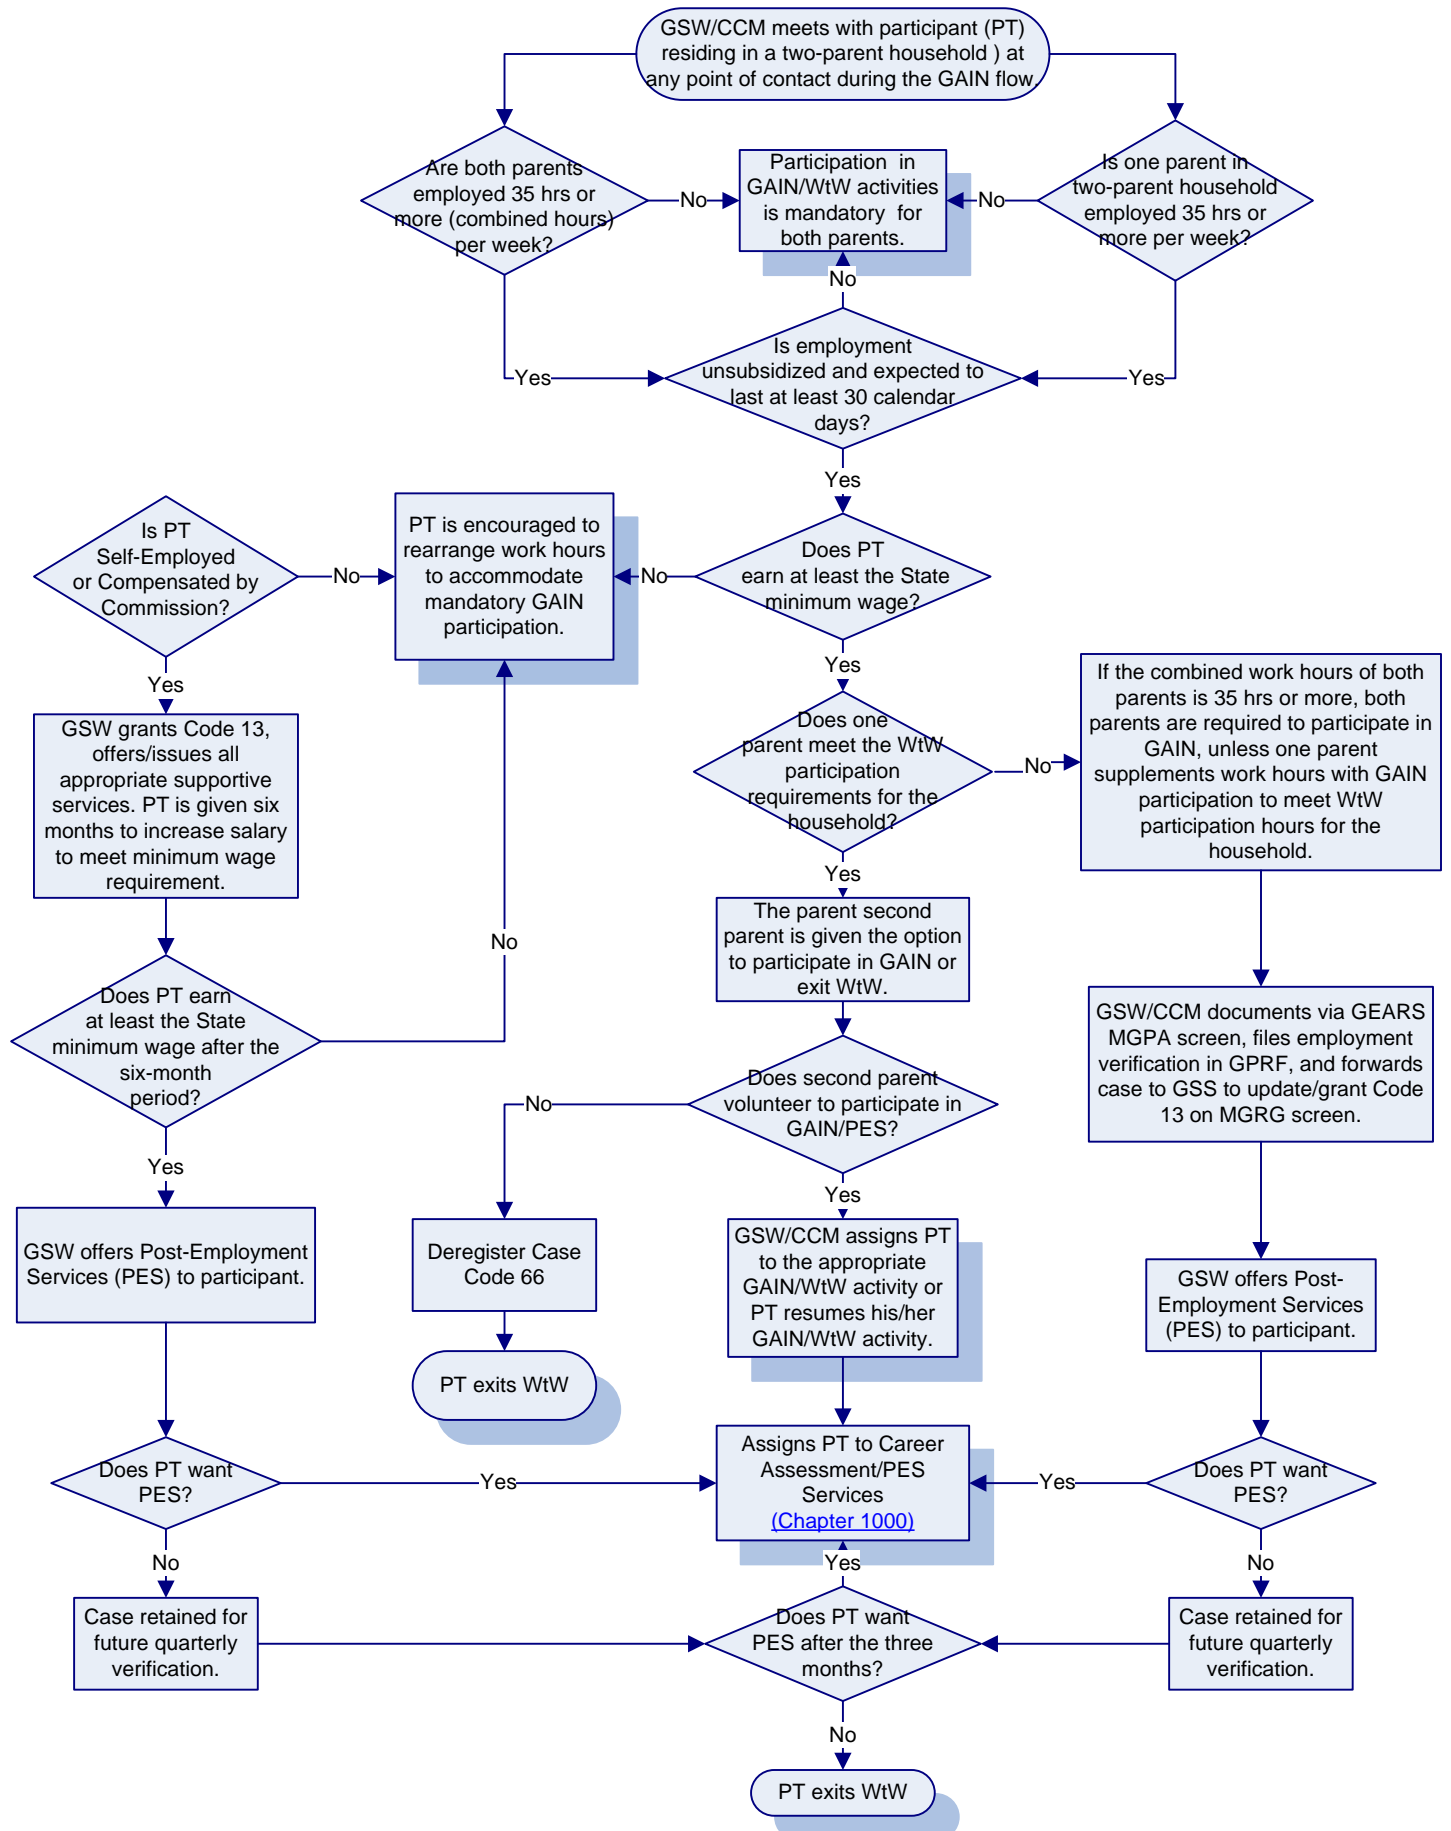 GSW/CCM meets with participant (PT)
residing in a two-parent household ) at
any point of contact during the GAIN flow.
Are both parents
employed 35 hrs or
more (combined hours)
per week?
No
Participation in
GAIN/WtW activities
is mandatory for
both parents.
No
Is one parent in
two-parent household
employed 35 hrs or
more per week?
No
Yes
Is employment
unsubsidized and expected to
last at least 30 calendar
days?
Yes
Yes
Is PT
Self-Employed
or Compensated by
Commission?
No
PT is encouraged to
rearrange work hours
to accommodate
mandatory GAIN
participation.
No
Does PT
earn at least the State
minimum wage?
Yes
Yes
GSW grants Code 13,
offers/issues all
appropriate supportive
services. PT is given six
months to increase salary
to meet minimum wage
requirement.
Does one
parent meet the WtW
participation
requirements for the
household?
No
If the combined work hours of both
parents is 35 hrs or more, both
parents are required to participate in
GAIN, unless one parent
supplements work hours with GAIN
participation to meet WtW
participation hours for the
household.
Yes
The parent second
parent is given the option
to participate in GAIN or
exit WtW.
No
Does PT earn
at least the State
minimum wage after the
six-month
period?
Does second parent
volunteer to participate in
GAIN/PES?
No
GSW/CCM documents via GEARS
MGPA screen, files employment
verification in GPRF, and forwards
case to GSS to update/grant Code
13 on MGRG screen.
Yes
Yes
GSW offers Post-Employment
Services (PES) to participant.
Deregister Case
Code 66
GSW/CCM assigns PT
to the appropriate
GAIN/WtW activity or
PT resumes his/her
GAIN/WtW activity.
GSW offers Post-
Employment Services
(PES) to participant.
PT exits WtW
Does PT want
PES?
Yes
Assigns PT to Career
Assessment/PES
Services
(Chapter 1000)
Yes
Does PT want
PES?
No
Yes
No
Case retained for
future quarterly
verification.
Does PT want
PES after the three
months?
Case retained for
future quarterly
verification.
No
PT exits WtW